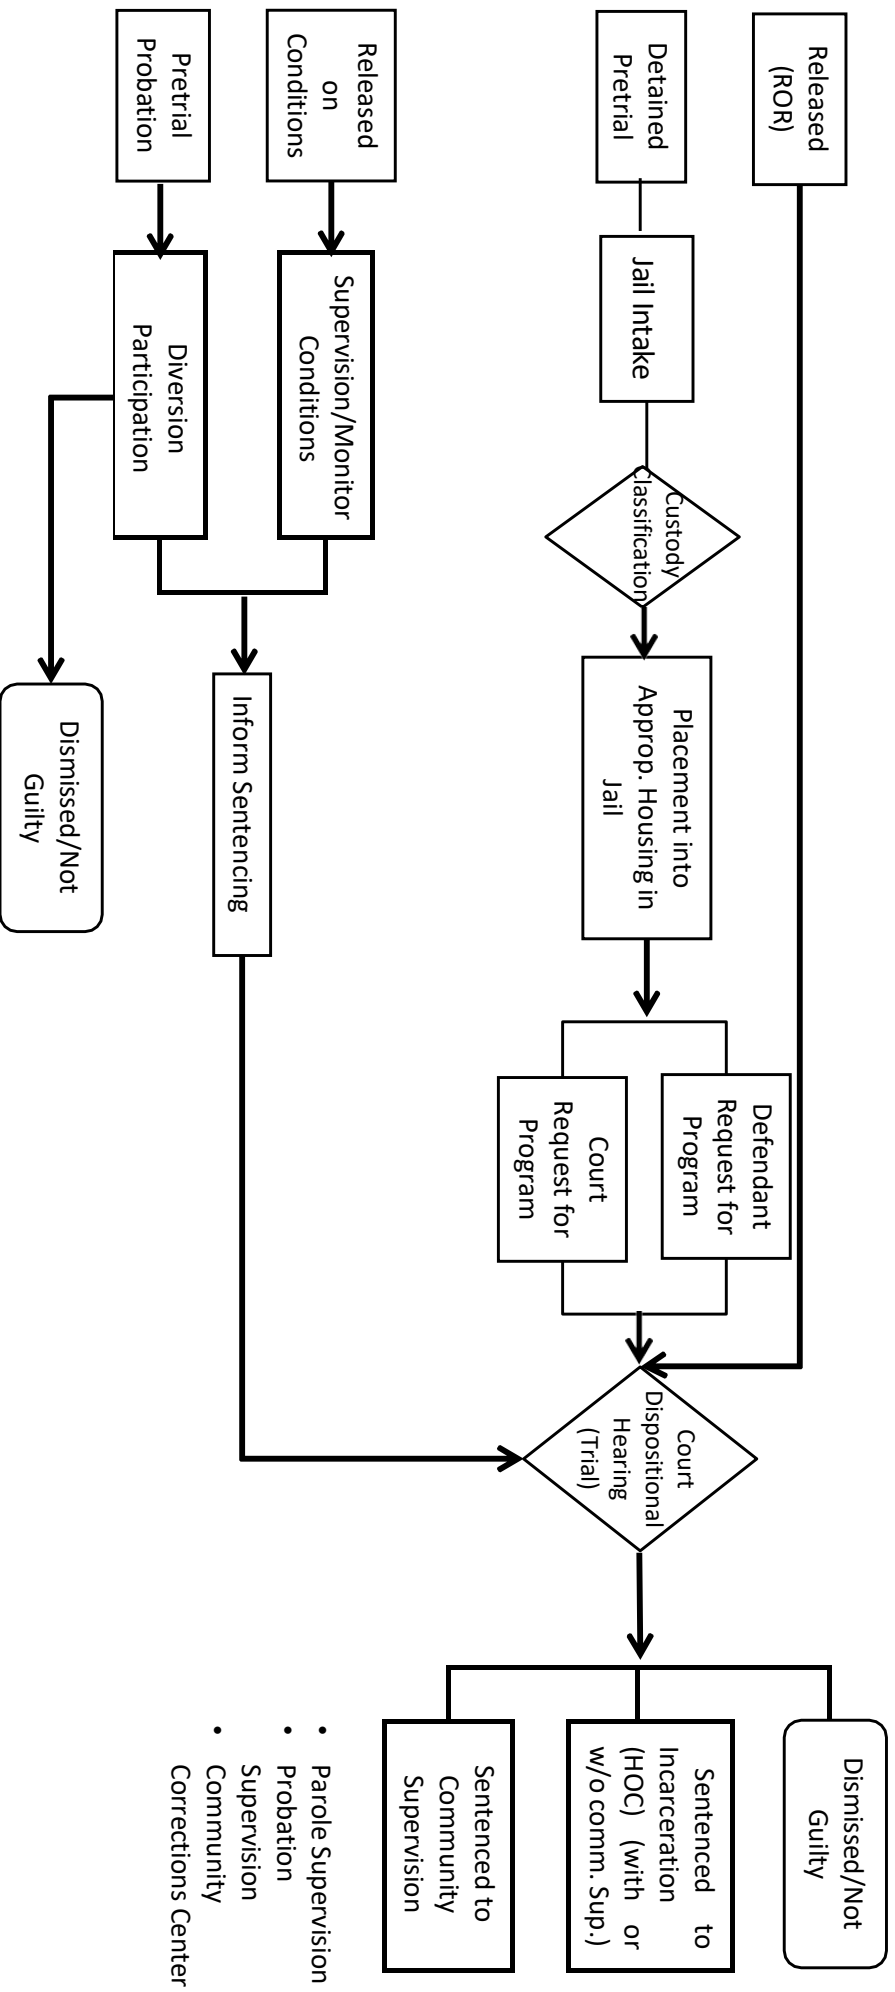 Released
(ROR)
Detained
Pretrial
Jail Intake
Custody
Classification
Placement into
Approp. Housing in
Jail
Defendant
Request for
Program
Court
Request for
Program
Court
Dispositional
Hearing
(Trial)
Dismissed/Not
Guilty
Sentenced to
Incarceration
(HOC) (with or
w/o comm. Sup.)
Sentenced to
Community
Supervision
• Parole Supervision
• Probation
Supervision
• Community
Corrections Center
Released
on
Conditions
Supervision/Monitor
Conditions
Pretrial
Probation
Diversion
Participation
Inform Sentencing
Dismissed/Not
Guilty